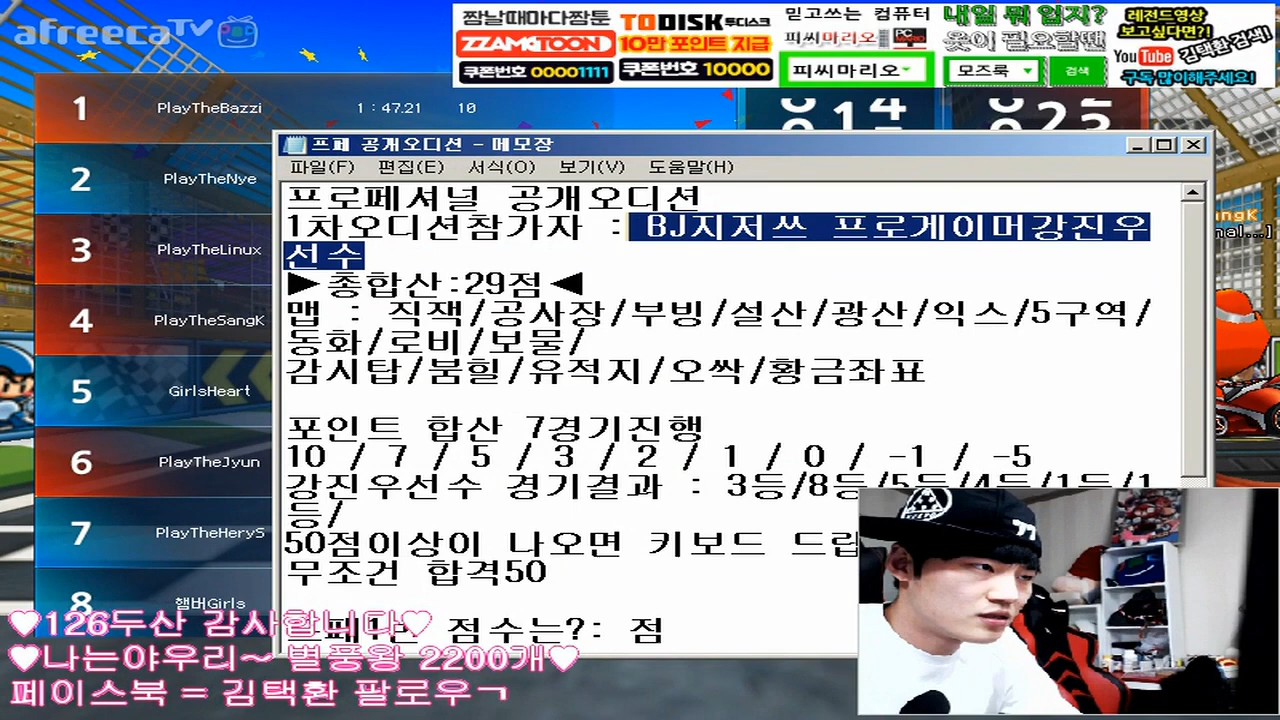 afreecaTV
짬날때마다짬툰
ZZAMTOON
쿠폰번호 00001111
TODISK투디스크
10만 포인트 지급
쿠폰번호 10000
믿고쓰는 컴퓨터
피씨마리오
피씨마리오
내일 뭐 입지?
옷이 필요할땐
모즈룩
검색
레전드영상
보고싶다면?!
YouTube 김택환 검색!
구독 많이해주세요!
1 PlayTheBazzi 1 : 47.21 10
2 PlayTheNye
3 PlayTheLinux
4 PlayTheSangK
5 GirlsHeart
6 PlayTheJyun
7 PlayTheHeryS
8 햄버Girls
프페 공개오디션 - 메모장
파일(F) 편집(E) 서식(O) 보기(V) 도움말(H)
프로페셔널 공개오디션
1차오디션참가자 : BJ지저쓰 프로게이머강진우
선수
▶총합산:29점◀
맵 : 직잭/공사장/부빙/설산/광산/익스/5구역/
동화/로비/보물/
감시탑/붐힐/유적지/오싹/황금좌표
포인트 합산 7경기진행
10 / 7 / 5 / 3 / 2 / 1 / 0 / -1 / -5
강진우선수 경기결과 : 3등/8등/5등/4등/1등/1
등/
50점이상이 나오면 키보드 드립
무조건 합격50
점수는?: 점
♡126두산 감사합니다♡
♥나는야우리~ 별풍왕 2200개♥
페이스북 = 김택환 팔로우ㄱ